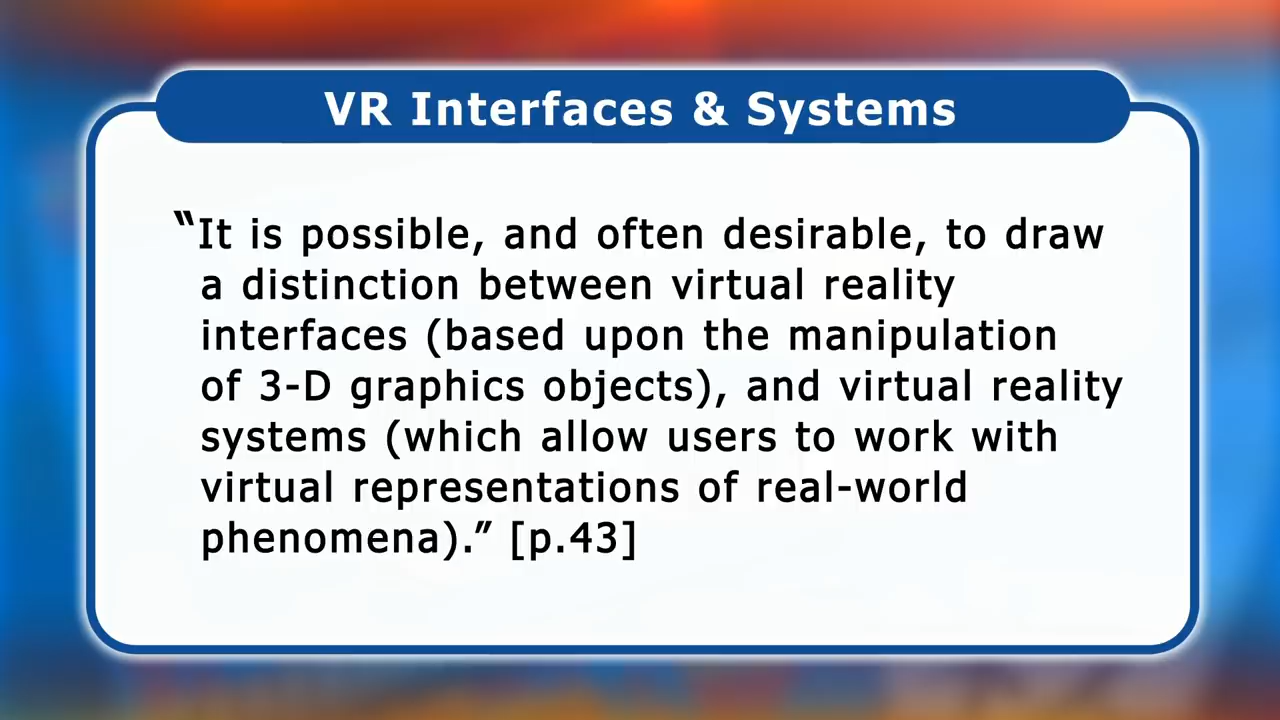 VR Interfaces & Systems
“It is possible, and often desirable, to draw
a distinction between virtual reality
interfaces (based upon the manipulation
of 3-D graphics objects), and virtual reality
systems (which allow users to work with
virtual representations of real-world
phenomena).” [p.43]